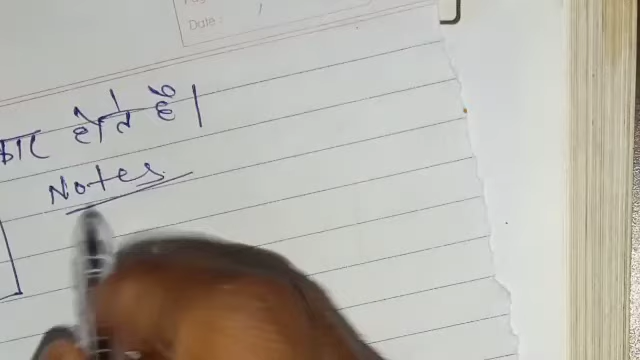 Date :
कार होते है।
Notes